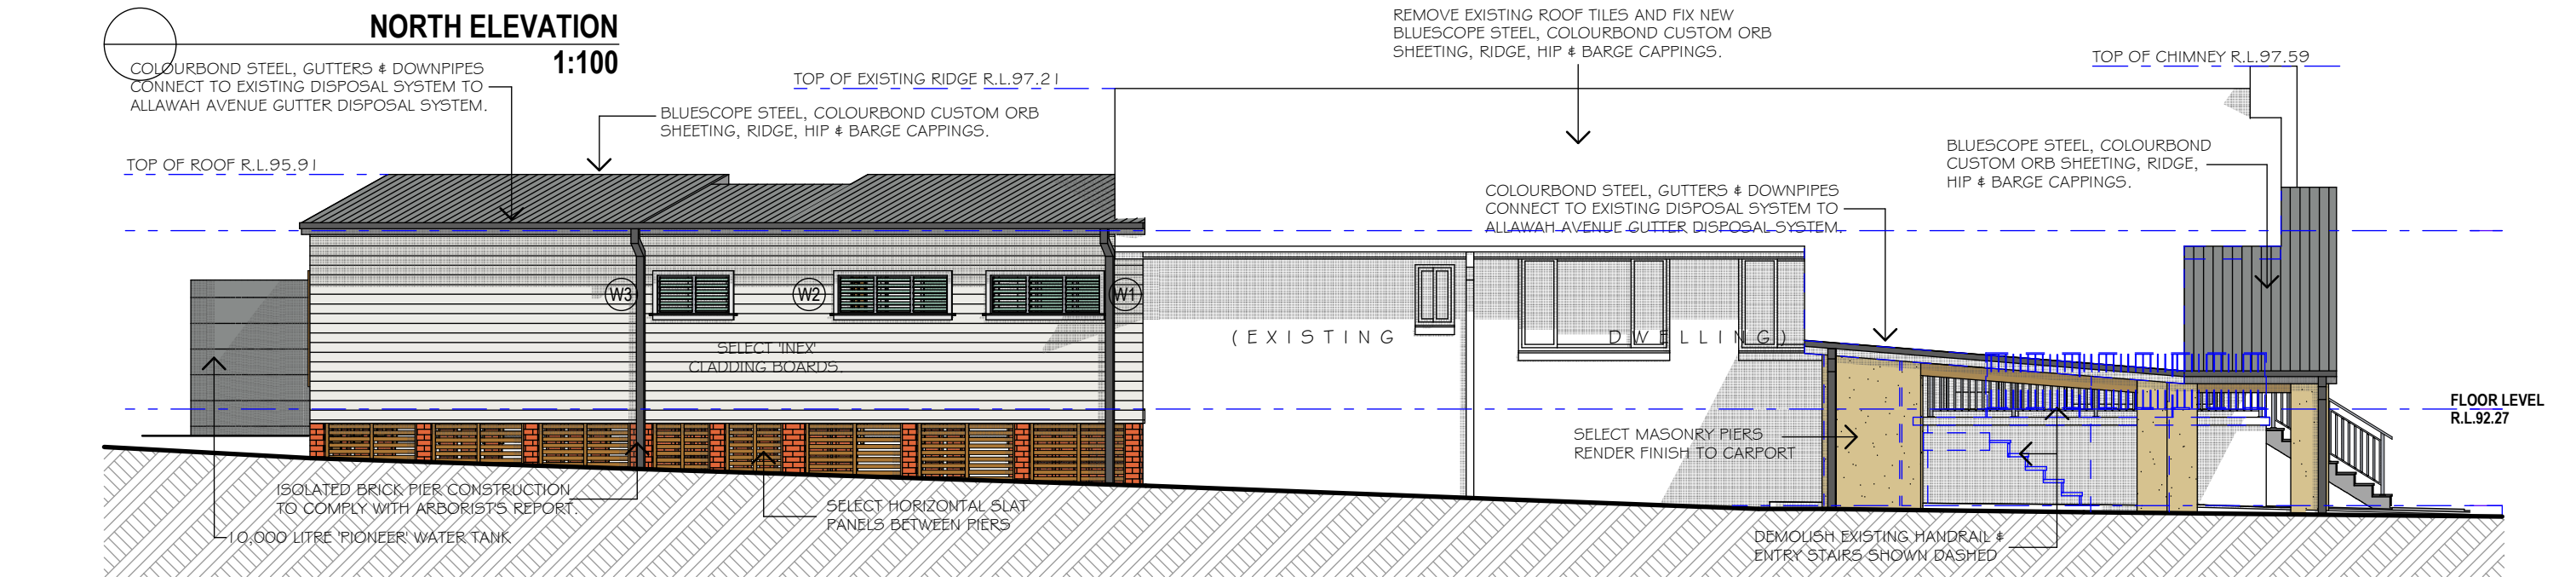 NORTH ELEVATION
1:100
COLOURBOND STEEL, GUTTERS & DOWNPIPES
CONNECT TO EXISTING DISPOSAL SYSTEM TO
ALLAWAH AVENUE GUTTER DISPOSAL SYSTEM.
TOP OF EXISTING RIDGE R.L.97.21
BLUESCOPE STEEL, COLOURBOND CUSTOM ORB
SHEETING, RIDGE, HIP & BARGE CAPPINGS.
REMOVE EXISTING ROOF TILES AND FIX NEW
BLUESCOPE STEEL, COLOURBOND CUSTOM ORB
SHEETING, RIDGE, HIP & BARGE CAPPINGS.
TOP OF CHIMNEY R.L.97.59
TOP OF ROOF R.L.95.91
BLUESCOPE STEEL, COLOURBOND
CUSTOM ORB SHEETING, RIDGE,
HIP & BARGE CAPPINGS.
COLOURBOND STEEL, GUTTERS & DOWNPIPES
CONNECT TO EXISTING DISPOSAL SYSTEM TO
ALLAWAH AVENUE GUTTER DISPOSAL SYSTEM.
W3
W2
W1
(EXISTING DWELLING)
SELECT 'INEX'
CLADDING BOARDS.
FLOOR LEVEL
R.L.92.27
SELECT MASONRY PIERS
RENDER FINISH TO CARPORT
ISOLATED BRICK PIER CONSTRUCTION
TO COMPLY WITH ARBORISTS REPORT.
SELECT HORIZONTAL SLAT
PANELS BETWEEN PIERS
10,000 LITRE 'PIONEER' WATER TANK
DEMOLISH EXISTING HANDRAIL &
ENTRY STAIRS SHOWN DASHED